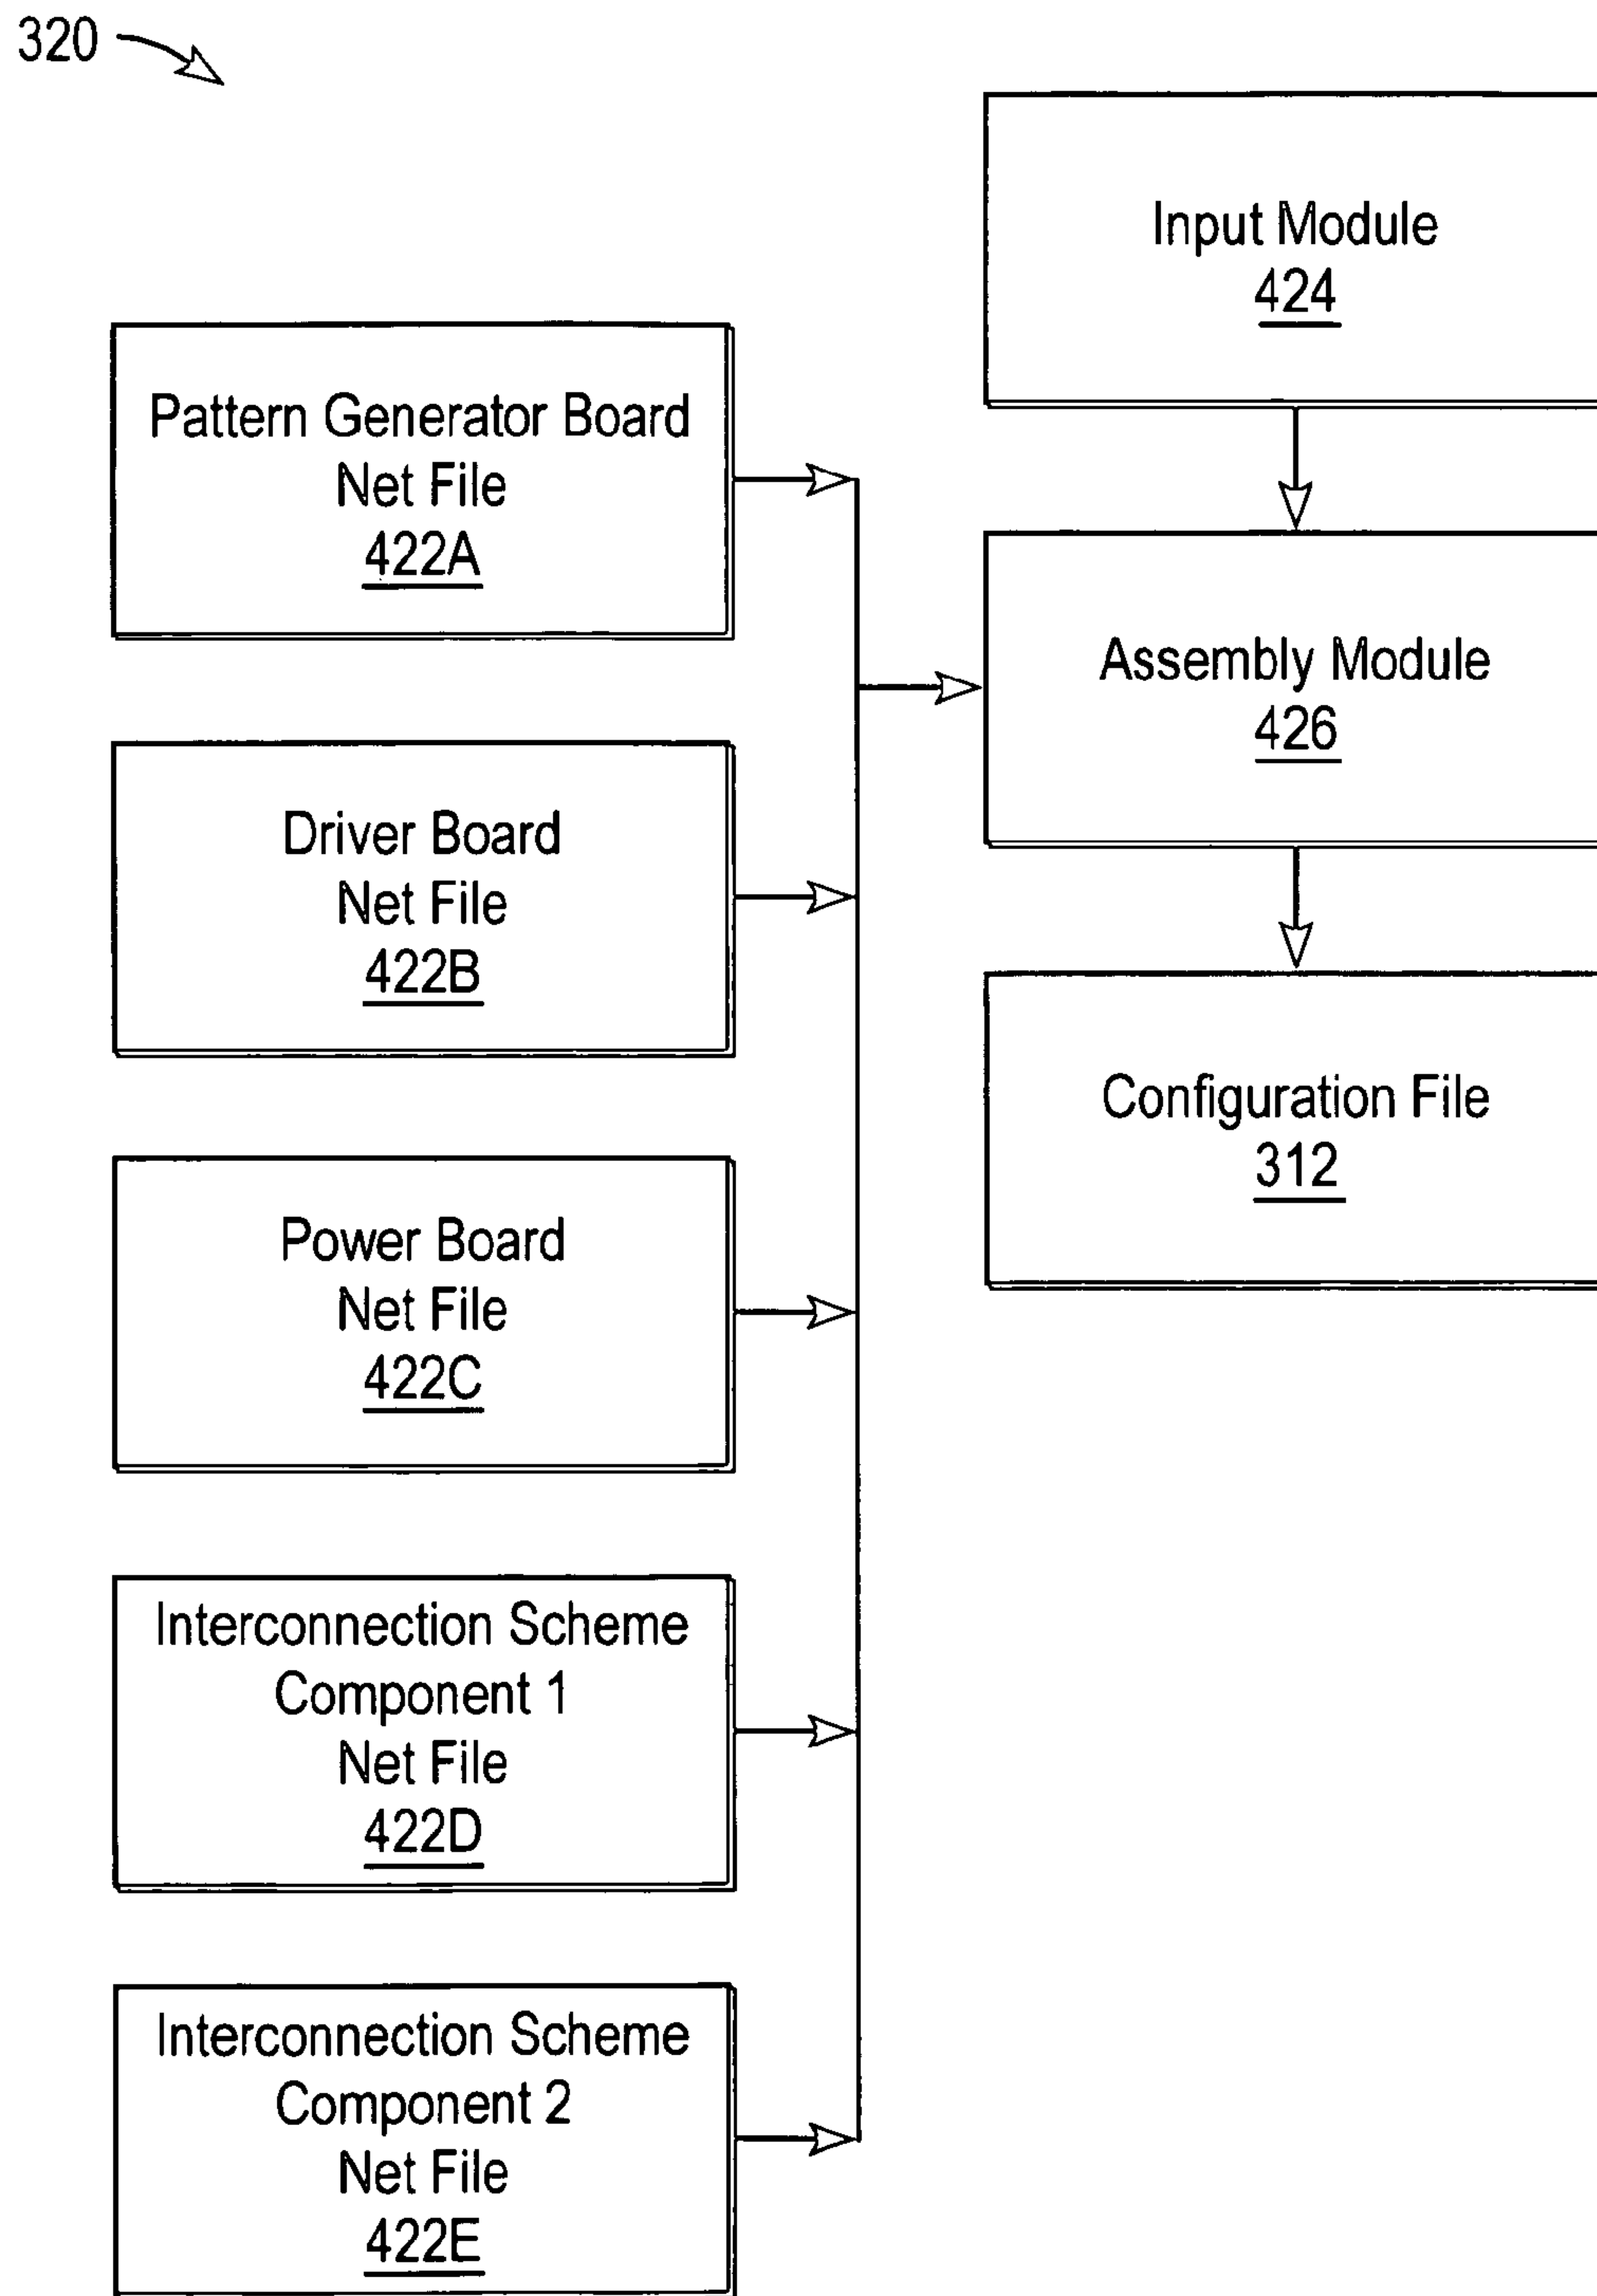 320
Input Module
424
Pattern Generator Board
Net File
422A
Assembly Module
426
Driver Board
Net File
422B
Configuration File
312
Power Board
Net File
422C
Interconnection Scheme
Component 1
Net File
422D
Interconnection Scheme
Component 2
Net File
422E